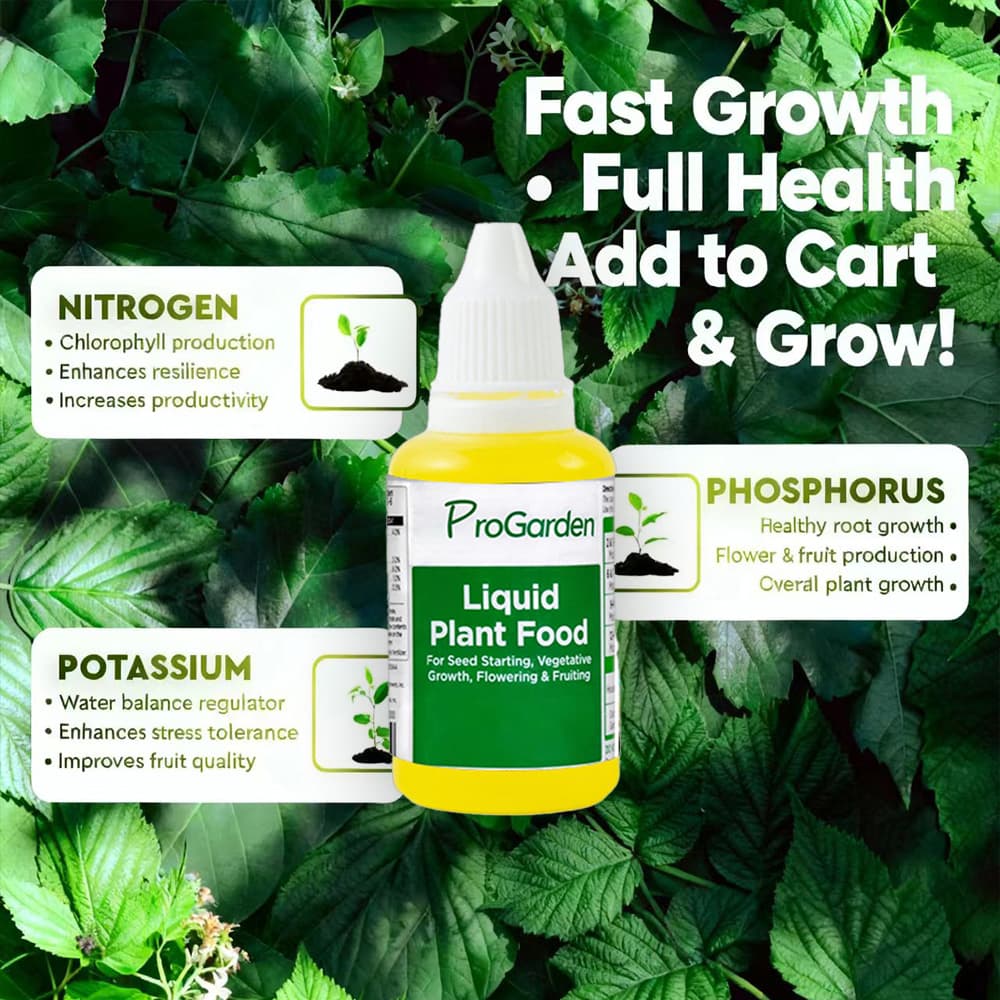 Fast Growth
• Full Health
Add to Cart
& Grow!
NITROGEN
• Chlorophyll production
• Enhances resilience
• Increases productivity
PHOSPHORUS
Healthy root growth •
Flower & fruit production •
Overal plant growth •
ProGarden
Liquid
Plant Food
For Seed Starting, Vegetative
Growth, Flowering & Fruiting
POTASSIUM
• Water balance regulator
• Enhances stress tolerance
• Improves fruit quality